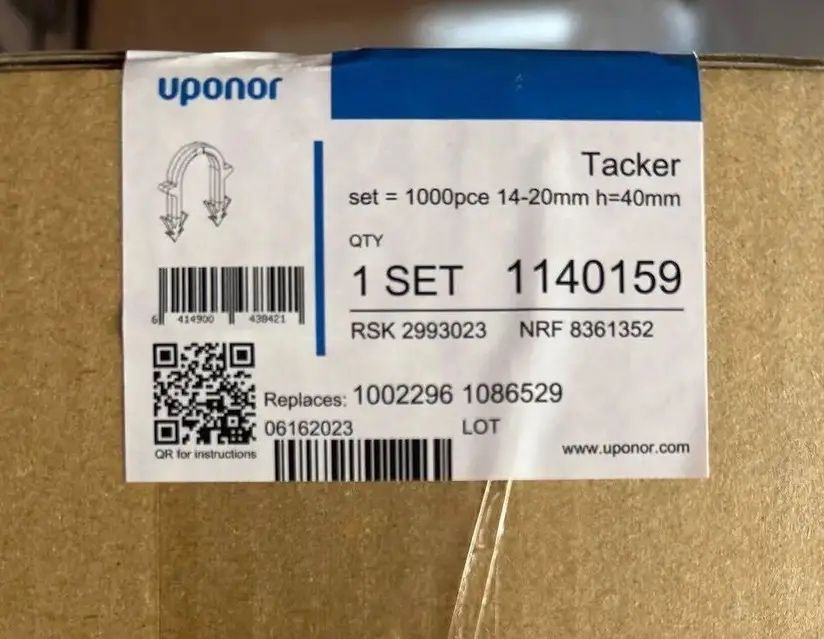 uponor
Tacker
set = 1000pce 14-20mm h=40mm
QTY
1 SET 1140159
RSK 2993023 NRF 8361352
6 414900 438421
Replaces: 1002296 1086529
06162023 LOT
QR for instructions
www.uponor.com